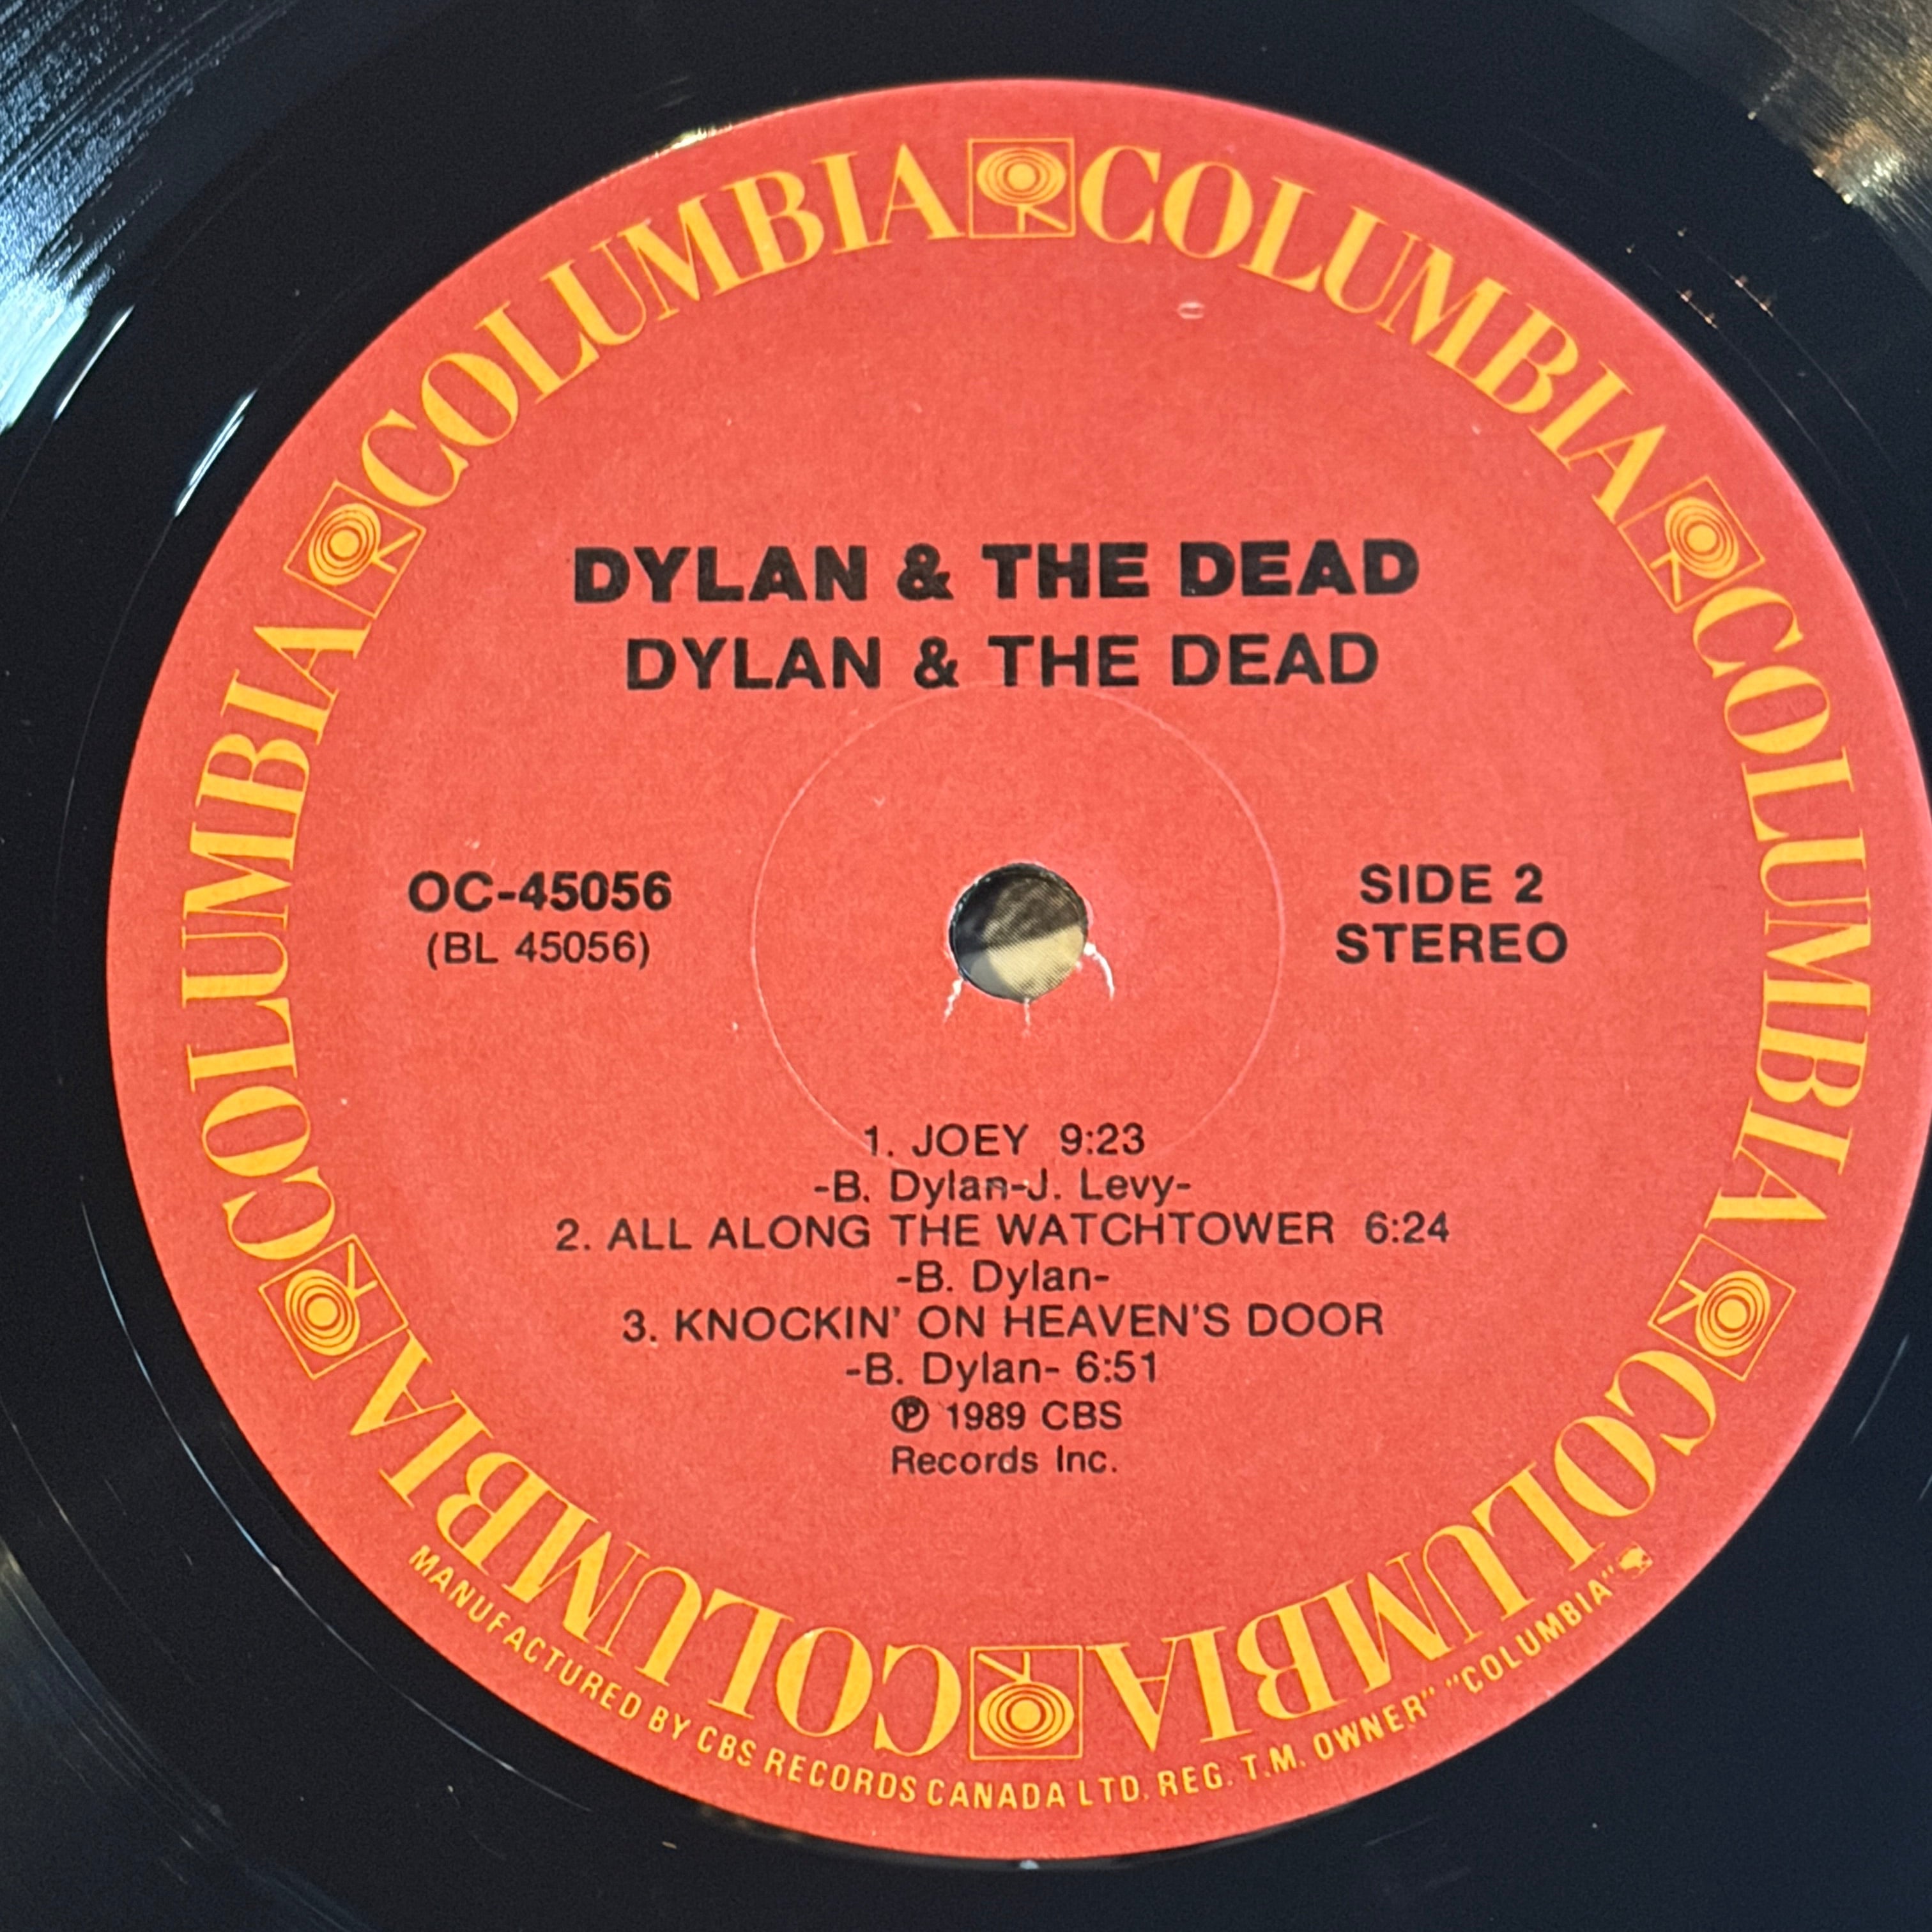 COLUMBIA COLUMBIA COLUMBIA COLUMBIA COLUMBIA COLUMBIA
DYLAN & THE DEAD
DYLAN & THE DEAD
OC-45056
(BL 45056)
SIDE 2
STEREO
1. JOEY 9:23
-B. Dylan-J. Levy-
2. ALL ALONG THE WATCHTOWER 6:24
-B. Dylan-
3. KNOCKIN' ON HEAVEN'S DOOR
-B. Dylan- 6:51
℗ 1989 CBS
Records Inc.
MANUFACTURED BY CBS RECORDS CANADA LTD. REG. T.M. OWNER" "COLUMBIA"